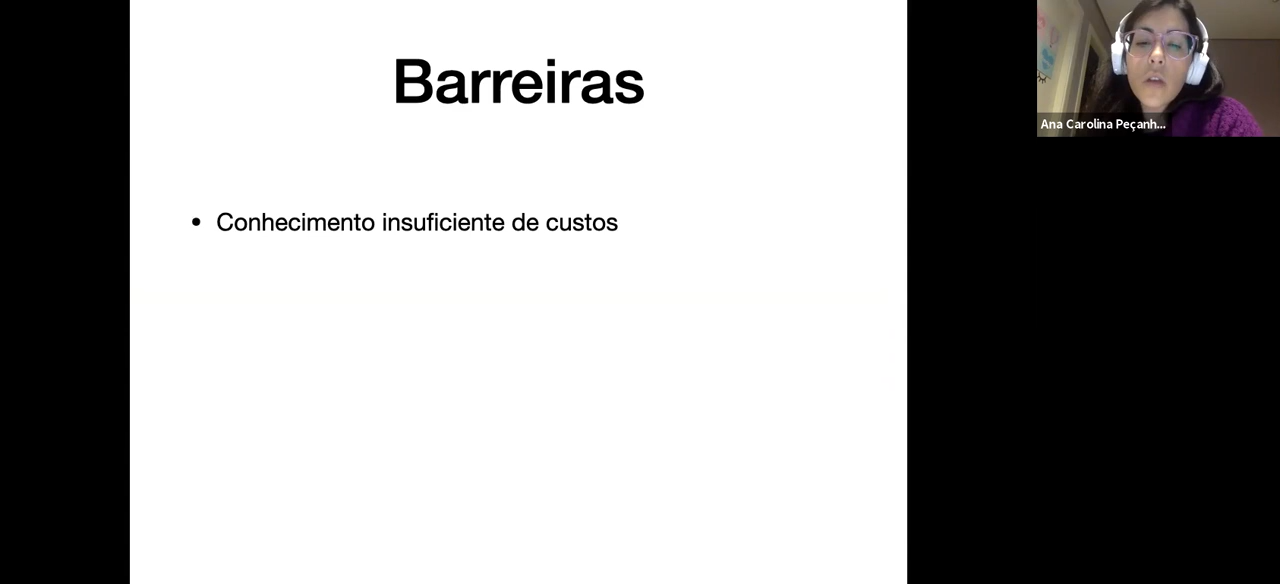 Barreiras
• Conhecimento insuficiente de custos
Ana Carolina Peçanh...